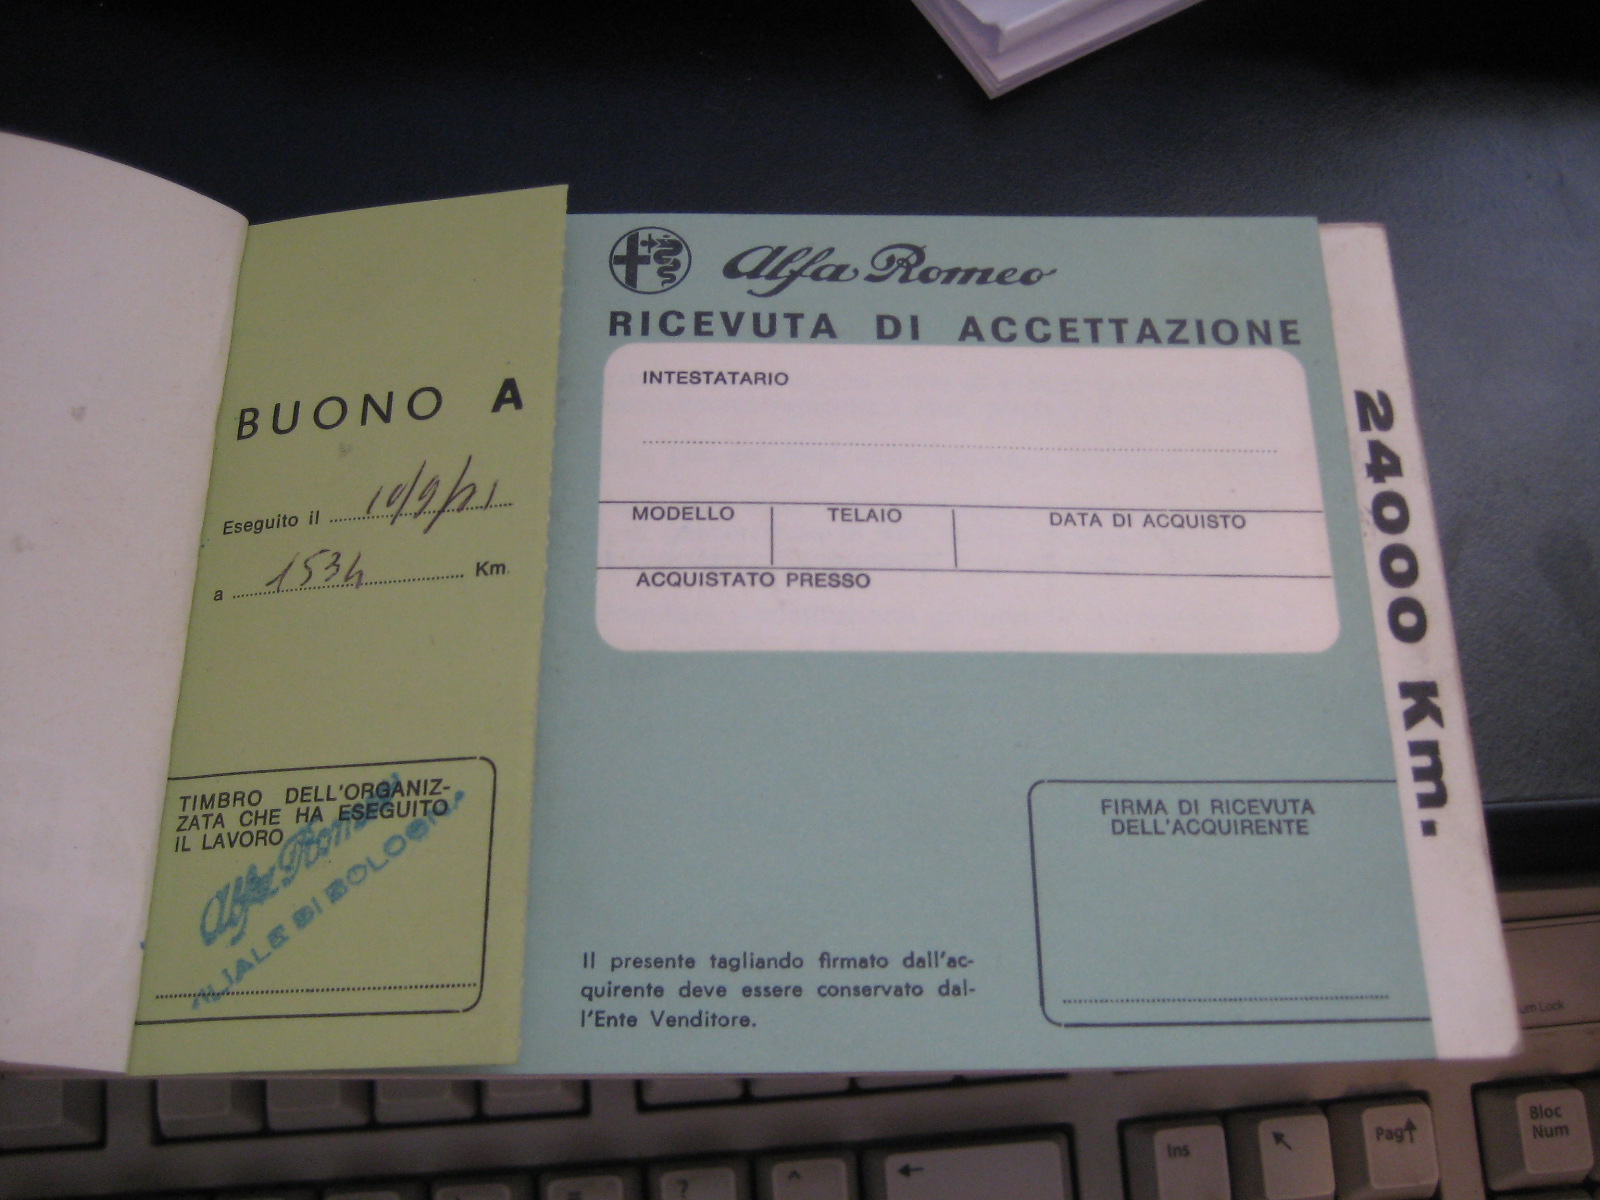 BUONO A
Eseguito il 10/9/71
a 1534 Km.
TIMBRO DELL'ORGANIZ-
ZATA CHE HA ESEGUITO
IL LAVORO
Alfa Romeo
FILIALE DI BOLOGNA
Alfa Romeo
RICEVUTA DI ACCETTAZIONE
INTESTATARIO
MODELLO TELAIO DATA DI ACQUISTO
ACQUISTATO PRESSO
FIRMA DI RICEVUTA
DELL'ACQUIRENTE
Il presente tagliando firmato dall'ac-
quirente deve essere conservato dal-
l'Ente Venditore.
24000 Km.
Lock
Ins
Pag
Bloc
Num
?